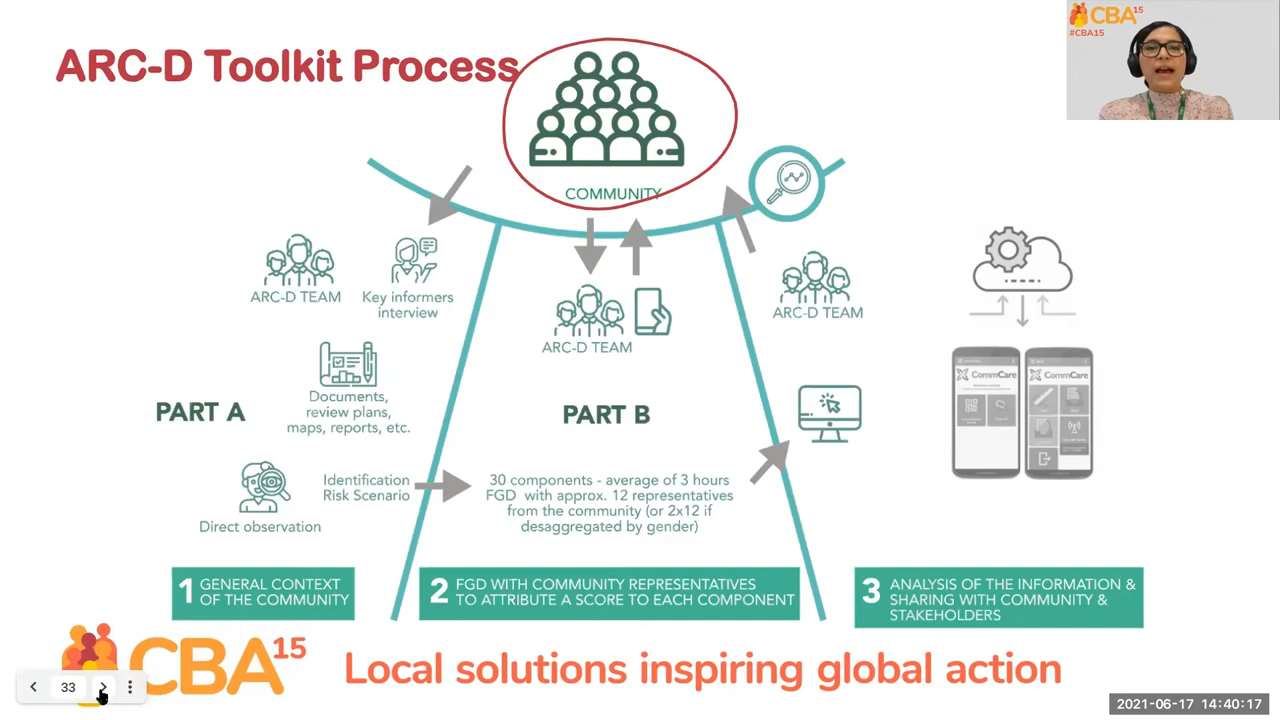 ARC-D Toolkit Process
CBA15
#CBA15
COMMUNITY
ARC-D TEAM
Key informers
interview
ARC-D TEAM
ARC-D TEAM
Documents,
review plans,
maps, reports, etc.
PART A
PART B
CommCare
CommCare
Identification
Risk Scenario
Direct observation
30 components - average of 3 hours
FGD with approx. 12 representatives
from the community (or 2x12 if
desaggregated by gender)
1 GENERAL CONTEXT
OF THE COMMUNITY
2 FGD WITH COMMUNITY REPRESENTATIVES
TO ATTRIBUTE A SCORE TO EACH COMPONENT
3 ANALYSIS OF THE INFORMATION &
SHARING WITH COMMUNITY &
STAKEHOLDERS
CBA15
Local solutions inspiring global action
33
2021-06-17 14:40:17